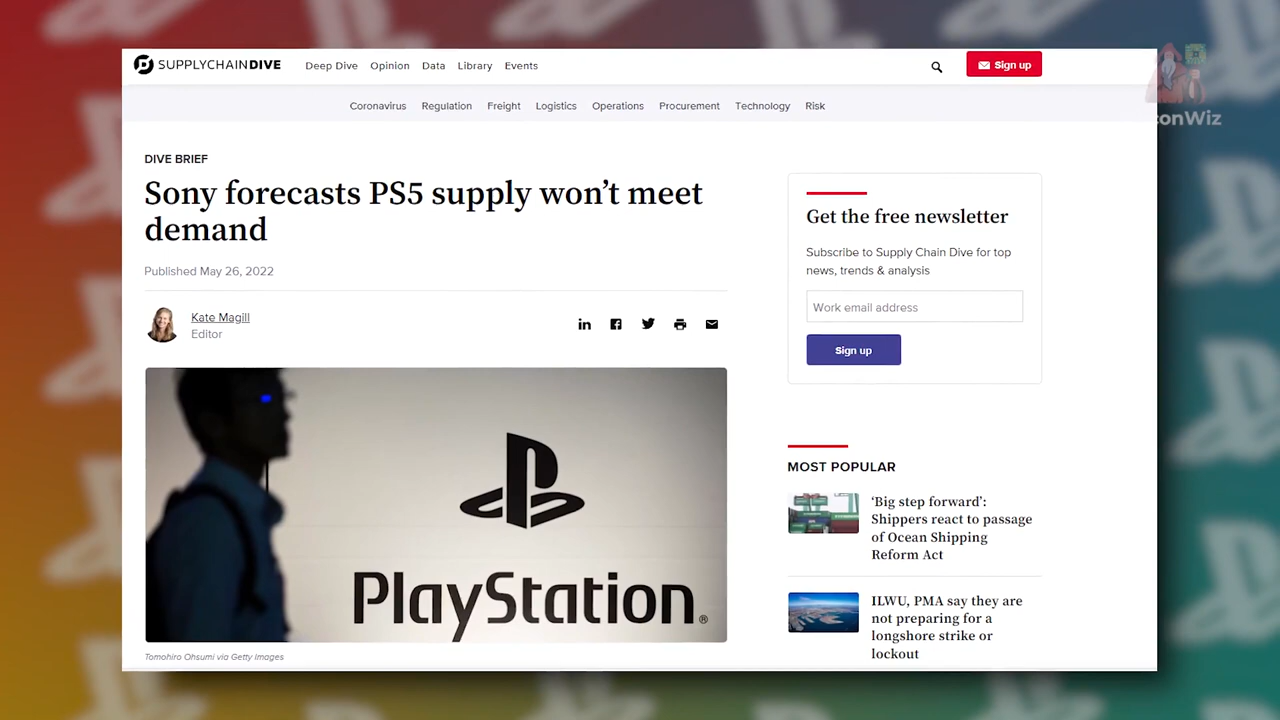 SUPPLYCHAINDIVE
Deep Dive Opinion Data Library Events
Sign up
Coronavirus Regulation Freight Logistics Operations Procurement Technology Risk
DIVE BRIEF
Sony forecasts PS5 supply won’t meet
demand
Published May 26, 2022
Kate Magill
Editor
PlayStation®
Tomohiro Ohsumi via Getty Images
Get the free newsletter
Subscribe to Supply Chain Dive for top
news, trends & analysis
Work email address
Sign up
MOST POPULAR
‘Big step forward’:
Shippers react to passage
of Ocean Shipping
Reform Act
ILWU, PMA say they are
not preparing for a
longshore strike or
lockout